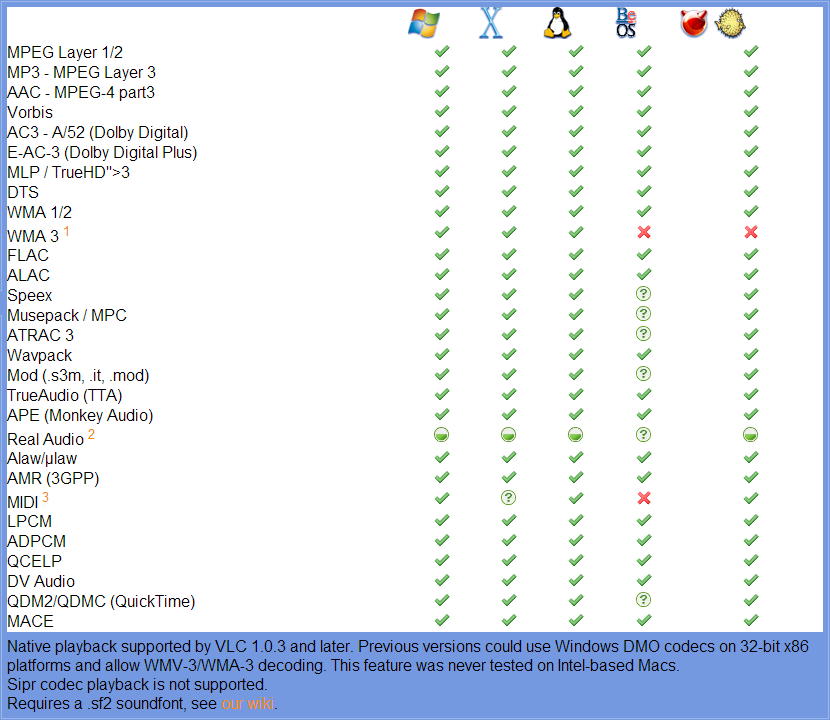 X
Be
OS
MPEG Layer 1/2
MP3 - MPEG Layer 3
AAC - MPEG-4 part3
Vorbis
AC3 - A/52 (Dolby Digital)
E-AC-3 (Dolby Digital Plus)
MLP / TrueHD">3
DTS
WMA 1/2
WMA 3 1
FLAC
ALAC
Speex ?
Musepack / MPC ?
ATRAC 3 ?
Wavpack
Mod (.s3m, .it, .mod) ?
TrueAudio (TTA)
APE (Monkey Audio)
Real Audio 2 ?
Alaw/µlaw
AMR (3GPP)
MIDI 3 ?
LPCM
ADPCM
QCELP
DV Audio
QDM2/QDMC (QuickTime) ?
MACE
Native playback supported by VLC 1.0.3 and later. Previous versions could use Windows DMO codecs on 32-bit x86
platforms and allow WMV-3/WMA-3 decoding. This feature was never tested on Intel-based Macs.
Sipr codec playback is not supported.
Requires a .sf2 soundfont, see our wiki.